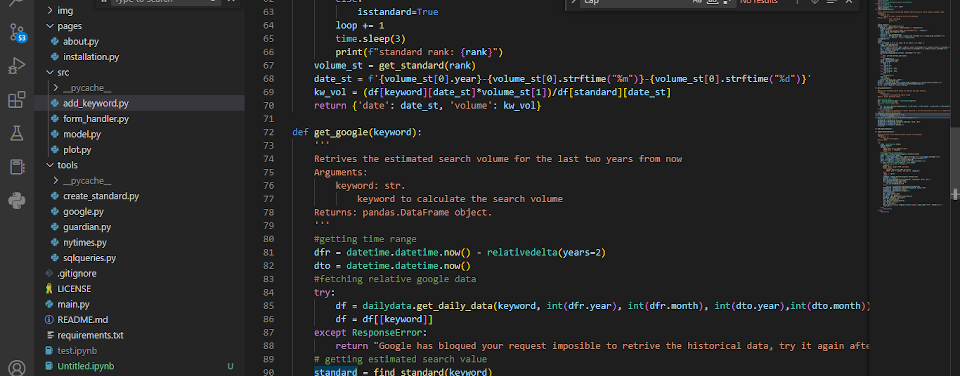 Type to search
cap
No results
img
pages
about.py
installation.py
53
src
__pycache__
add_keyword.py
form_handler.py
model.py
plot.py
tools
__pycache__
create_standard.py
google.py
guardian.py
nytimes.py
sqlqueries.py
.gitignore
LICENSE
main.py
README.md
requirements.txt
test.ipynb
Untitled.ipynb U
62 else:
63 isstandard=True
64 loop += 1
65 time.sleep(3)
66 print(f"standard rank: {rank}")
67 volume_st = get_standard(rank)
68 date_st = f'{volume_st[0].year}-{volume_st[0].strftime("%m")}-{volume_st[0].strftime("%d")}'
69 kw_vol = (df[keyword][date_st]*volume_st[1])/df[standard][date_st]
70 return {'date': date_st, 'volume': kw_vol}
71
72 def get_google(keyword):
73 '''
74 Retrives the estimated search volume for the last two years from now
75 Arguments:
76 keyword: str.
77 keyword to calculate the search volume
78 Returns: pandas.DataFrame object.
79 '''
80 #getting time range
81 dfr = datetime.datetime.now() - relativedelta(years=2)
82 dto = datetime.datetime.now()
83 #fetching relative google data
84 try:
85 df = dailydata.get_daily_data(keyword, int(dfr.year), int(dfr.month), int(dto.year),int(dto.month))
86 df = df[[keyword]]
87 except ResponseError:
88 return "Google has bloqued your request imposible to retrive the historical data, try it again afte
89 # getting estimated search value
90 standard = find_standard(keyword)